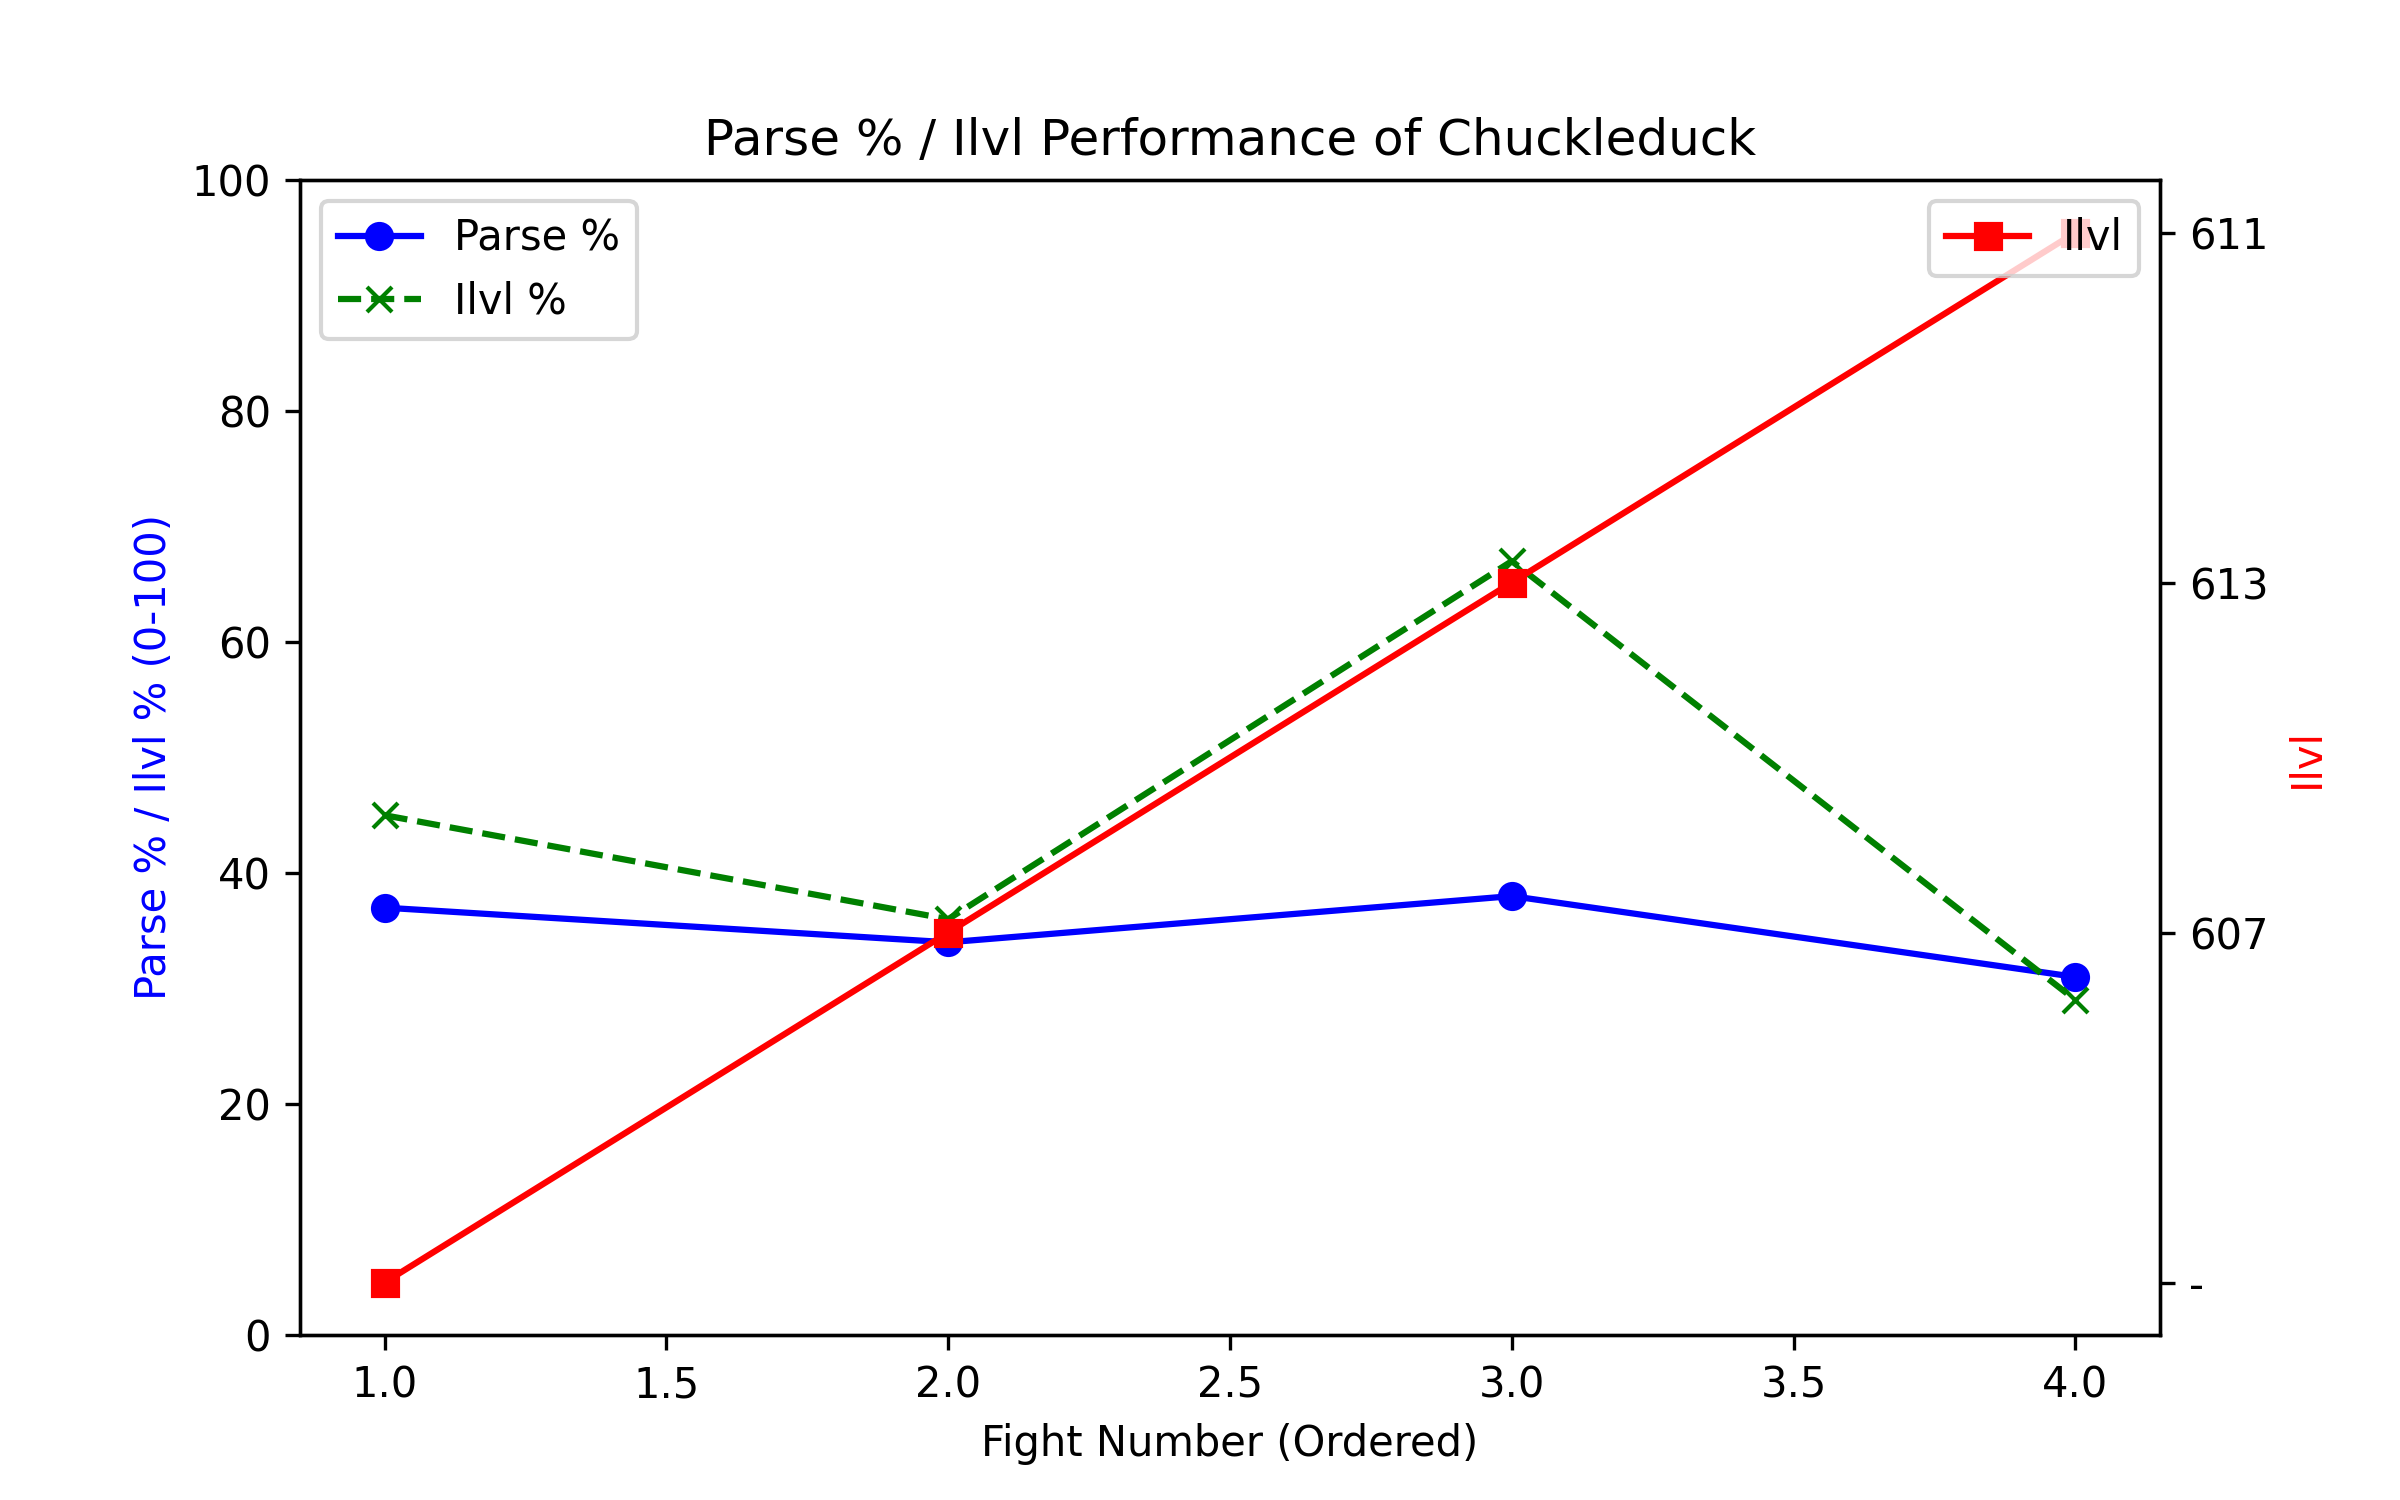 Parse % / Ilvl Performance of Chuckleduck
Parse %
Ilvl %
Ilvl
100
80
60
40
20
0
Parse % / Ilvl % (0-100)
611
613
607
-
Ilvl
1.0 1.5 2.0 2.5 3.0 3.5 4.0
Fight Number (Ordered)